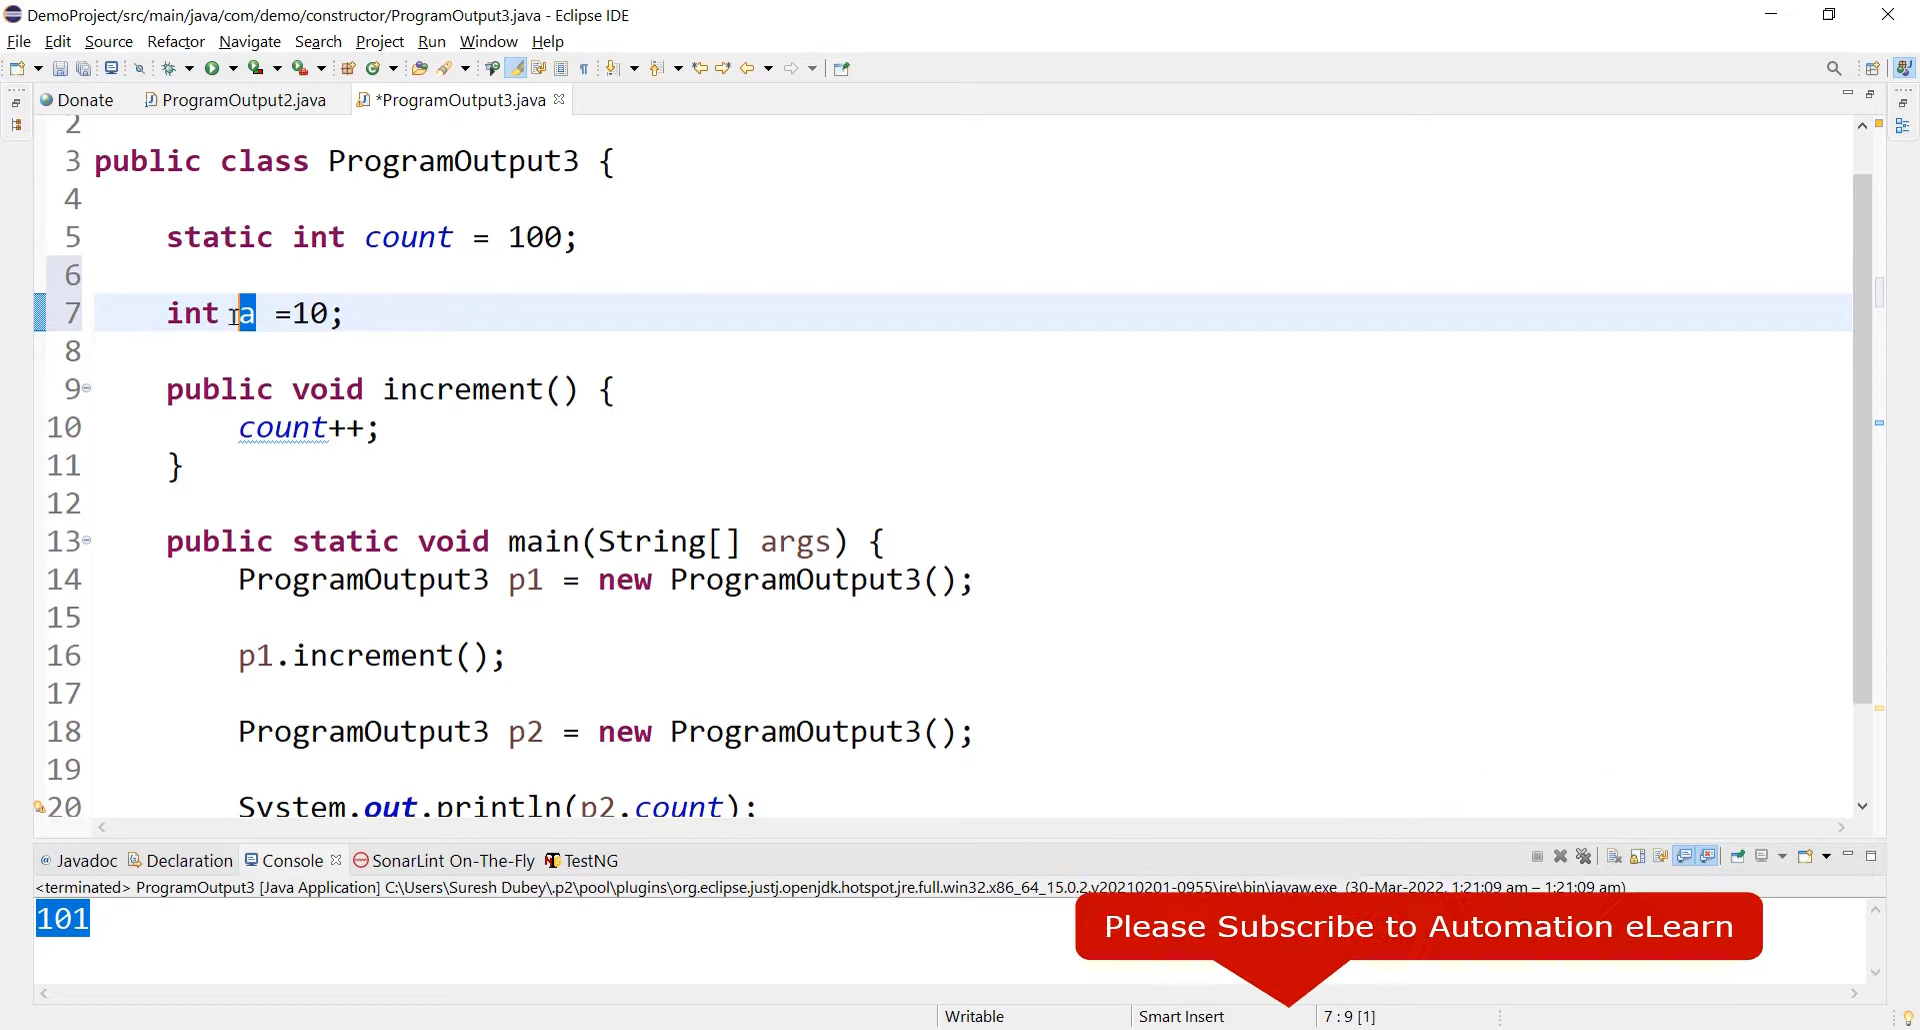 DemoProject/src/main/java/com/demo/constructor/ProgramOutput3.java - Eclipse IDE
File Edit Source Refactor Navigate Search Project Run Window Help
Donate ProgramOutput2.java *ProgramOutput3.java
2
3 public class ProgramOutput3 {
4
5 static int count = 100;
6
7 int a =10;
8
9 public void increment() {
10 count++;
11 }
12
13 public static void main(String[] args) {
14 ProgramOutput3 p1 = new ProgramOutput3();
15
16 p1.increment();
17
18 ProgramOutput3 p2 = new ProgramOutput3();
19
20 System.out.println(p2.count);
@ Javadoc Declaration Console SonarLint On-The-Fly TestNG
<terminated> ProgramOutput3 [Java Application] C:\Users\Suresh Dubey\.p2\pool\plugins\org.eclipse.justj.openjdk.hotspot.jre.full.win32.x86_64_15.0.2.v20210201-0955\jre\bin\javaw.exe (30-Mar-2022, 1:21:09 am – 1:21:09 am)
101
Please Subscribe to Automation eLearn
Writable Smart Insert 7 : 9 [1]